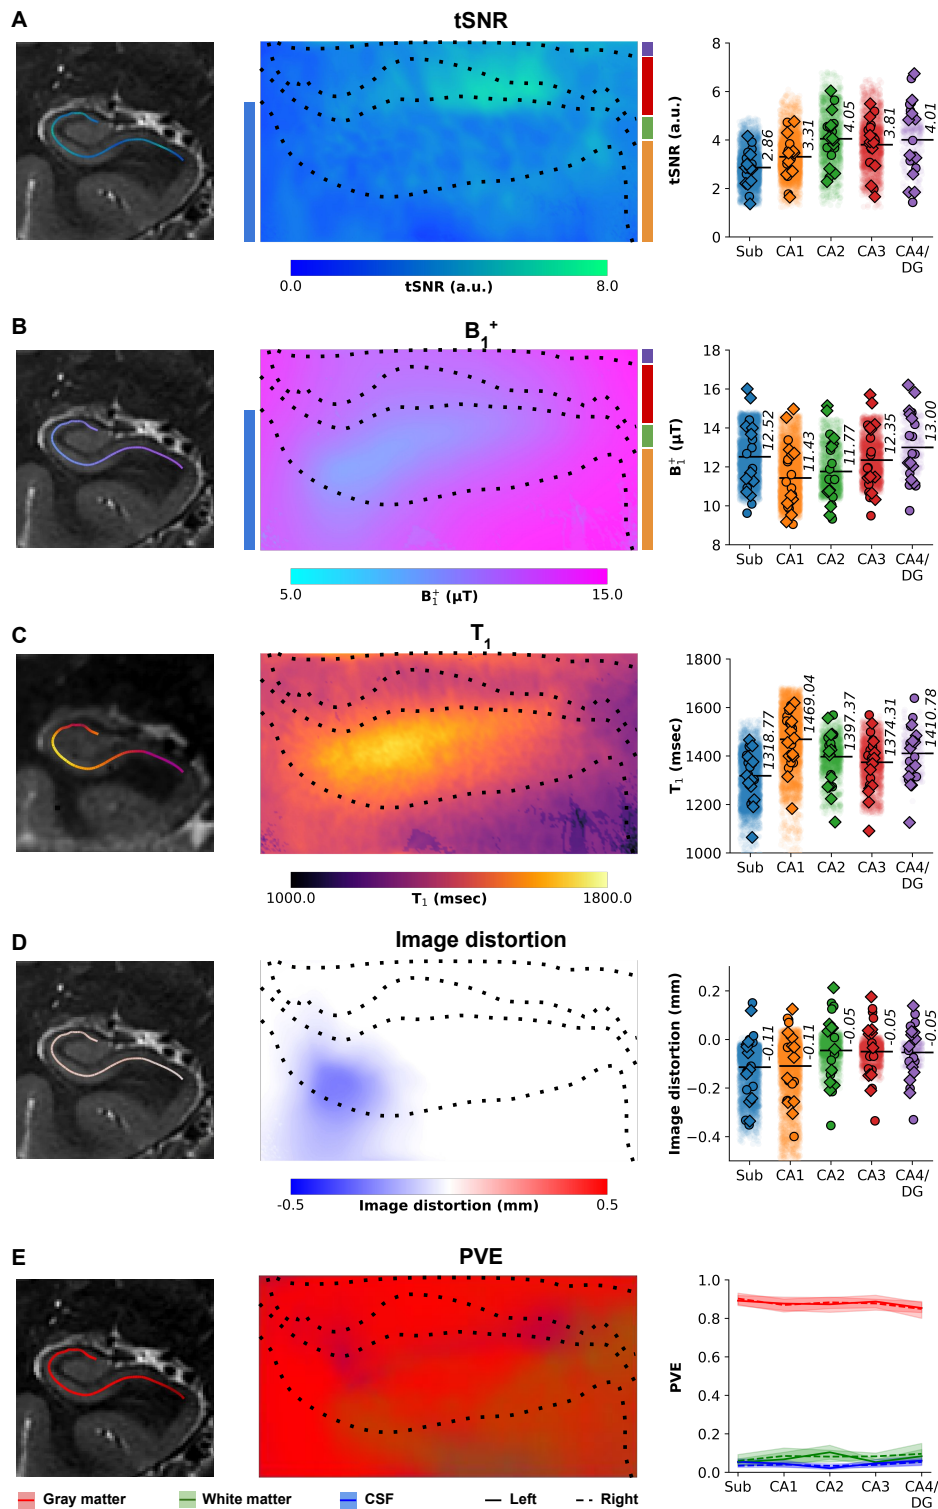 A
tSNR
tSNR (a.u.)
8
6
4
2
0
2.86
3.31
4.05
3.81
4.01
Sub CA1 CA2 CA3 CA4/
DG
0.0 8.0
tSNR (a.u.)
B
B1+
B1+ (μT)
18
16
14
12
10
8
12.52
11.43
11.77
12.35
13.00
Sub CA1 CA2 CA3 CA4/
DG
5.0 15.0
B1+ (μT)
C
T1
T1 (msec)
1800
1600
1400
1200
1000
1318.77
1469.04
1397.37
1374.31
1410.78
Sub CA1 CA2 CA3 CA4/
DG
1000.0 1800.0
T1 (msec)
D
Image distortion
Image distortion (mm)
0.2
0.0
−0.2
−0.4
-0.11
-0.11
-0.05
-0.05
-0.05
Sub CA1 CA2 CA3 CA4/
DG
-0.5 0.5
Image distortion (mm)
E
PVE
PVE
1.0
0.8
0.6
0.4
0.2
0.0
Sub CA1 CA2 CA3 CA4/
DG
Gray matter White matter CSF Left Right